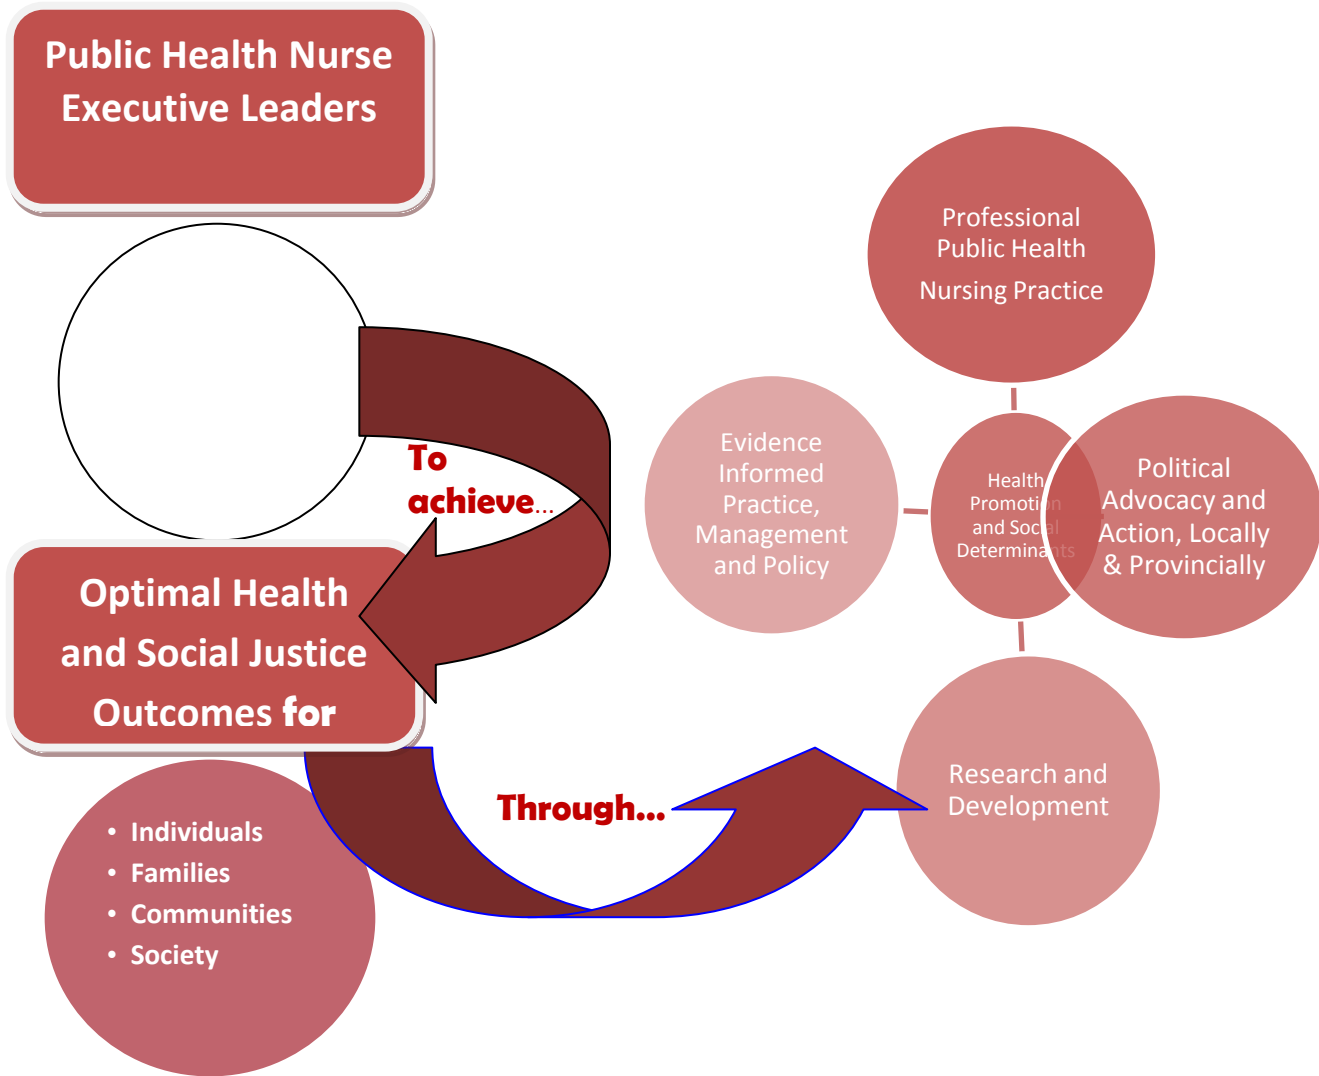 Public Health Nurse
Executive Leaders
To
achieve...
Optimal Health
and Social Justice
Outcomes for
• Individuals
• Families
• Communities
• Society
Through...
Professional
Public Health
Nursing Practice
Evidence
Informed
Practice,
Management
and Policy
Health
Promotion
and Social
Determinants
Political
Advocacy and
Action, Locally
& Provincially
Research and
Development